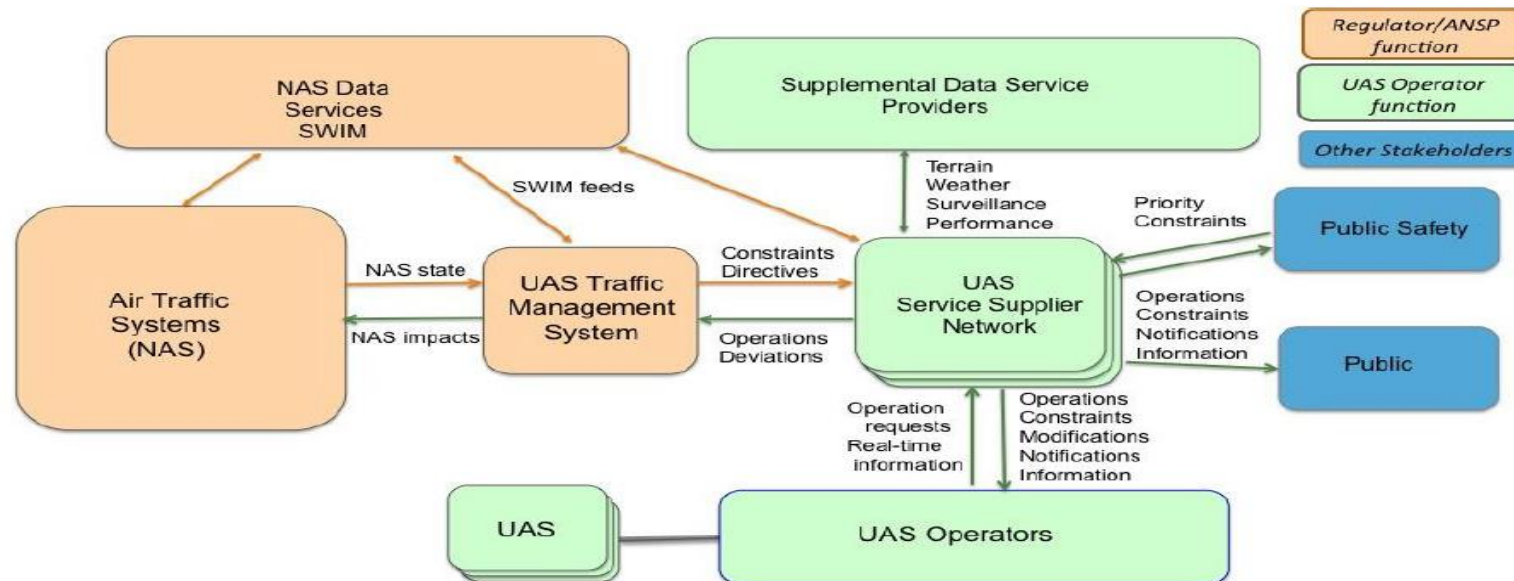 Regulator/ANSP
function
NAS Data
Services
SWIM
Supplemental Data Service
Providers
UAS Operator
function
Other Stakeholders
SWIM feeds
Terrain
Weather
Surveillance
Performance
Priority
Constraints
Public Safety
NAS state
Constraints
Directives
Air Traffic
Systems
(NAS)
UAS Traffic
Management
System
UAS
Service Supplier
Network
NAS impacts
Operations
Deviations
Operations
Constraints
Notifications
Information
Public
Operation
requests
Real-time
information
Operations
Constraints
Modifications
Notifications
Information
UAS
UAS Operators